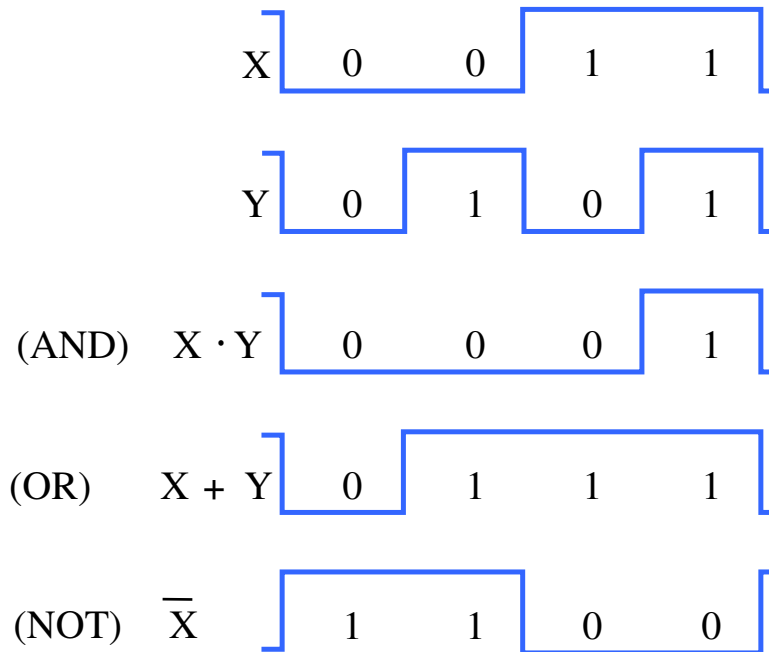 X 0 0 1 1
Y 0 1 0 1
(AND) X · Y 0 0 0 1
(OR) X + Y 0 1 1 1
(NOT) X̅ 1 1 0 0